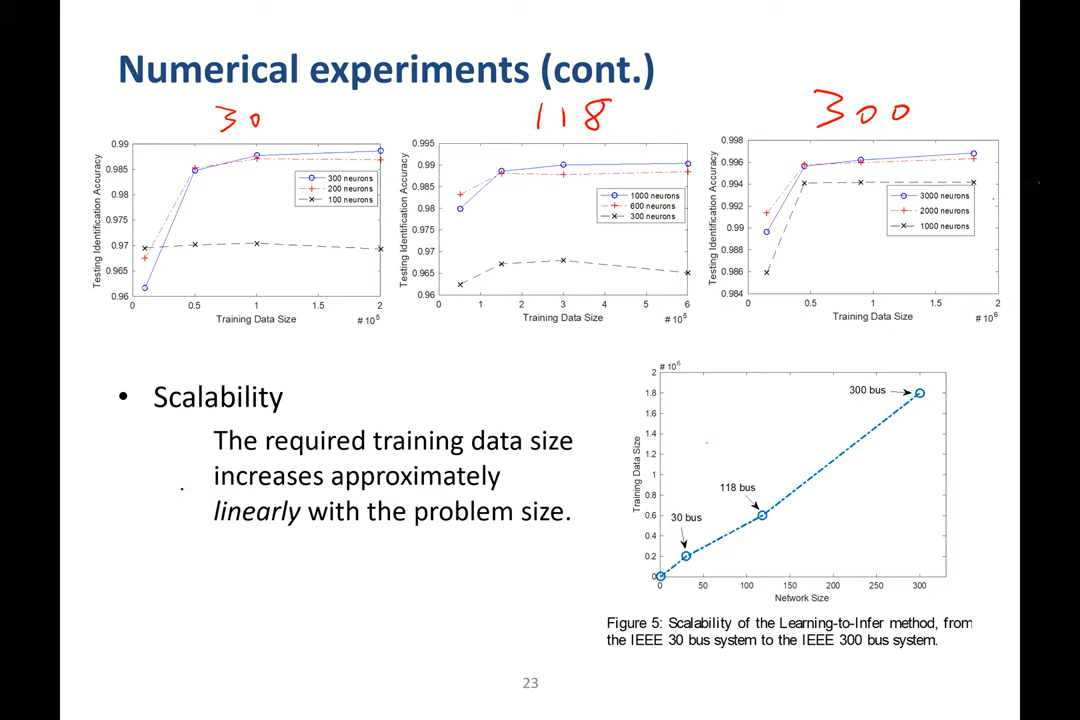 Numerical experiments (cont.)
30
118
300
0.99
0.985
0.98
0.975
0.97
0.965
0.96
Testing Identification Accuracy
300 neurons
200 neurons
100 neurons
0 0.5 1 1.5 2
Training Data Size
# 10^5
0.995
0.99
0.985
0.98
0.975
0.97
0.965
0.96
Testing Identification Accuracy
1000 neurons
600 neurons
300 neurons
0 1 2 3 4 5 6
Training Data Size
# 10^5
0.998
0.996
0.994
0.992
0.99
0.988
0.986
0.984
Testing Identification Accuracy
3000 neurons
2000 neurons
1000 neurons
0 0.5 1 1.5 2
Training Data Size
# 10^6
• Scalability
The required training data size
increases approximately
linearly with the problem size.
# 10^6
2
1.8
1.6
1.4
1.2
1
0.8
0.6
0.4
0.2
0
Training Data Size
300 bus
118 bus
30 bus
0 50 100 150 200 250 300
Network Size
Figure 5: Scalability of the Learning-to-Infer method, from
the IEEE 30 bus system to the IEEE 300 bus system.
23